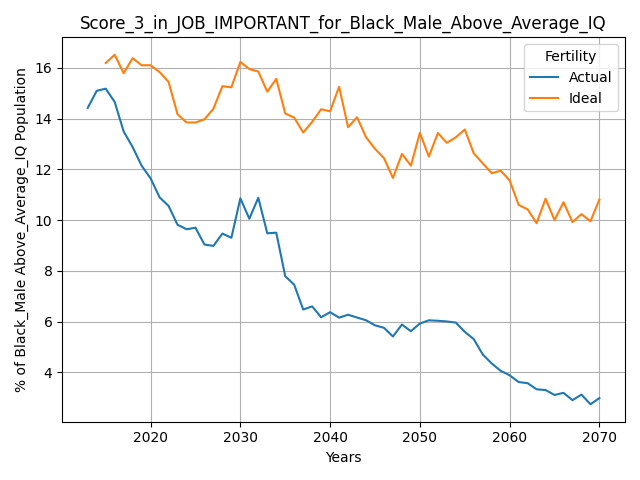 Score_3_in_JOB_IMPORTANT_for_Black_Male_Above_Average_IQ
% of Black_Male Above_Average_IQ Population
16
14
12
10
8
6
4
Fertility
Actual
Ideal
2020 2030 2040 2050 2060 2070
Years